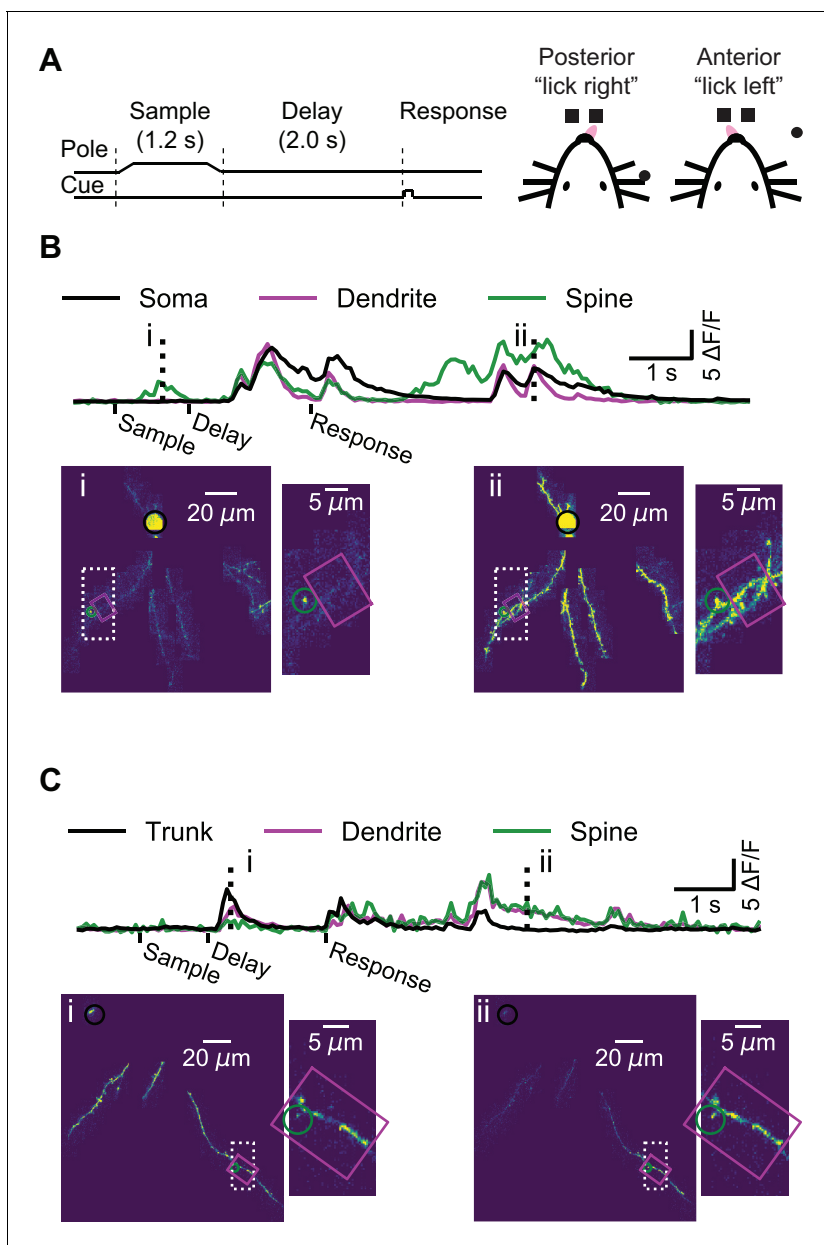 A
Posterior
"lick right"
Anterior
"lick left"
Sample
(1.2 s)
Delay
(2.0 s)
Response
Pole
Cue
B
Soma
Dendrite
Spine
i
ii
1 s
5 ΔF/F
Sample
Delay
Response
i
20 µm
5 µm
ii
20 µm
5 µm
C
Trunk
Dendrite
Spine
i
ii
1 s
5 ΔF/F
Sample
Delay
Response
i
20 µm
5 µm
ii
20 µm
5 µm